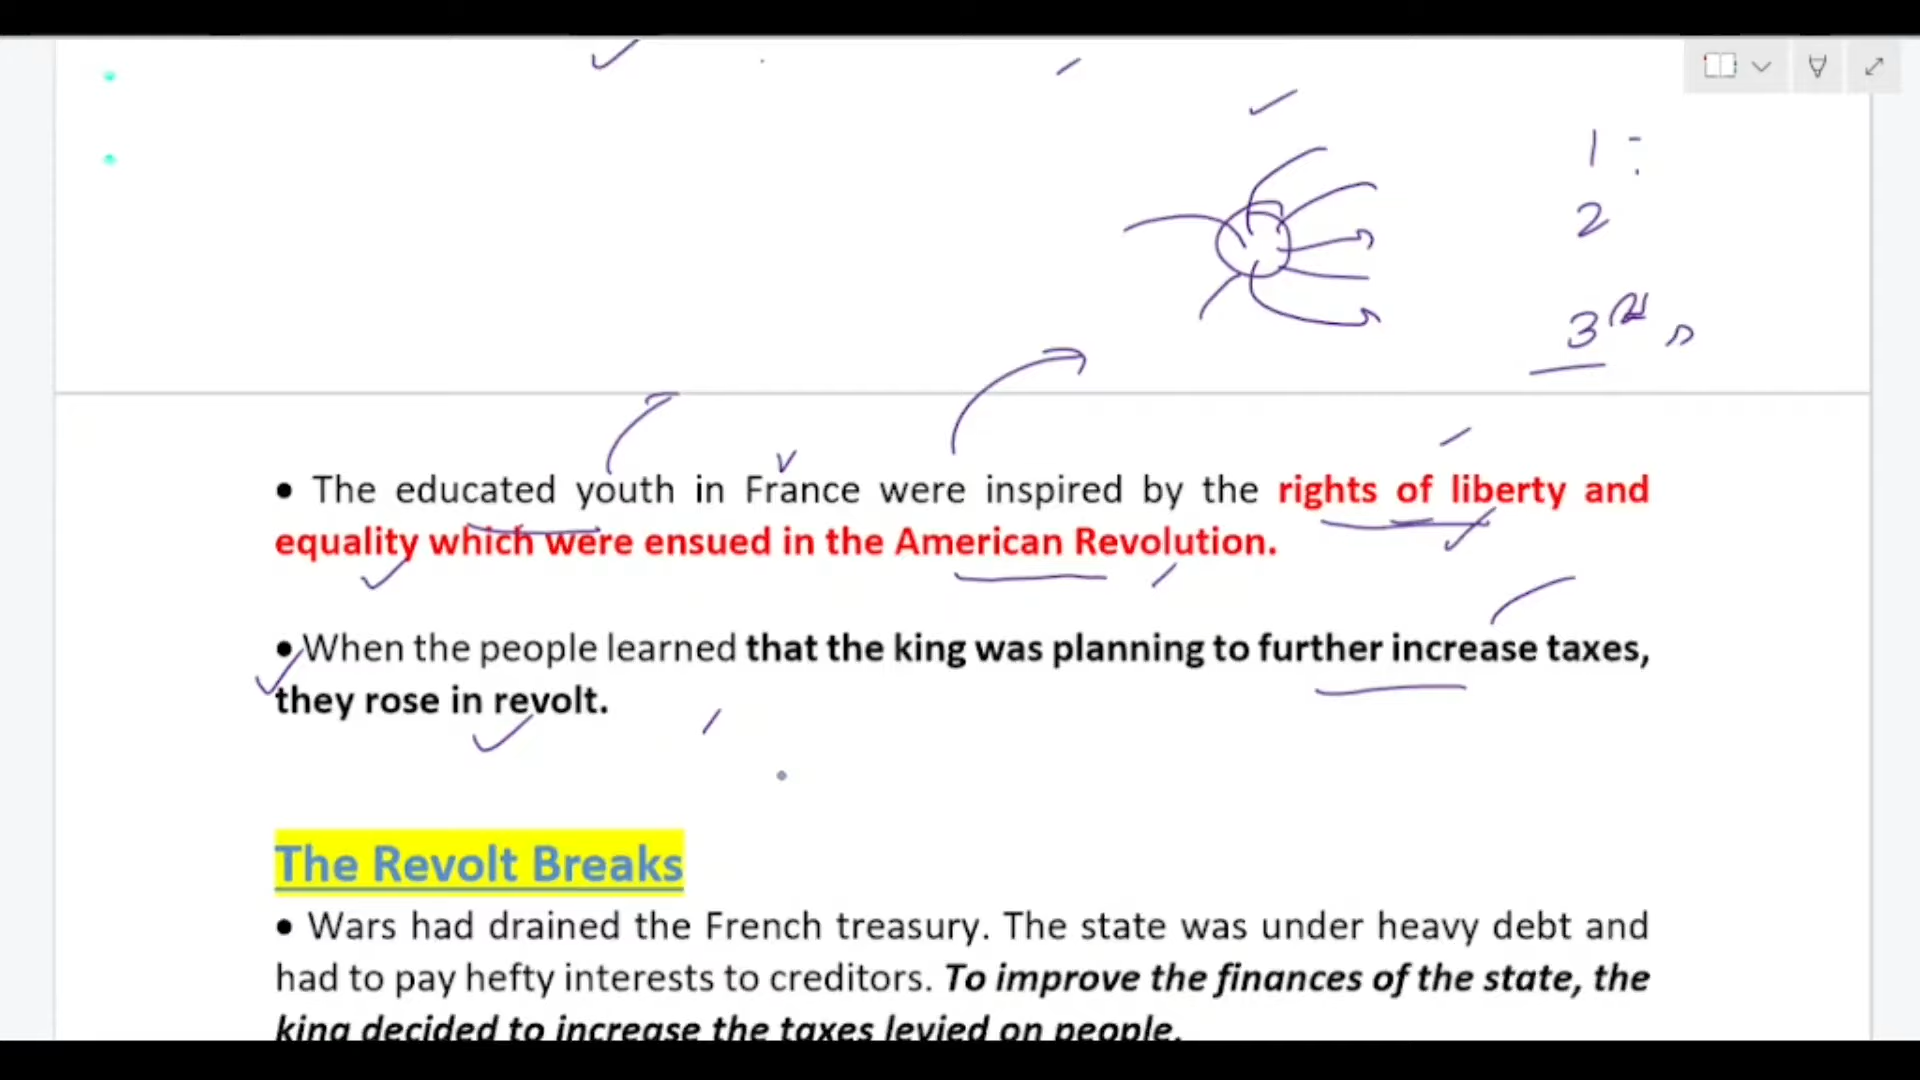 1
2
3rd
• The educated youth in France were inspired by the rights of liberty and
equality which were ensued in the American Revolution.
• When the people learned that the king was planning to further increase taxes,
they rose in revolt.
The Revolt Breaks
• Wars had drained the French treasury. The state was under heavy debt and
had to pay hefty interests to creditors. To improve the finances of the state, the
king decided to increase the taxes levied on people.